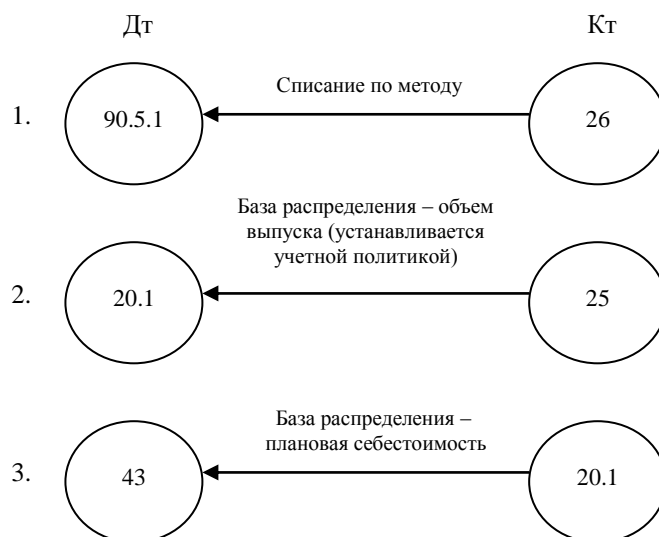 Дт Кт
Списание по методу
1. 90.5.1 26
База распределения – объем
выпуска (устанавливается
учетной политикой)
2. 20.1 25
База распределения –
плановая себестоимость
3. 43 20.1